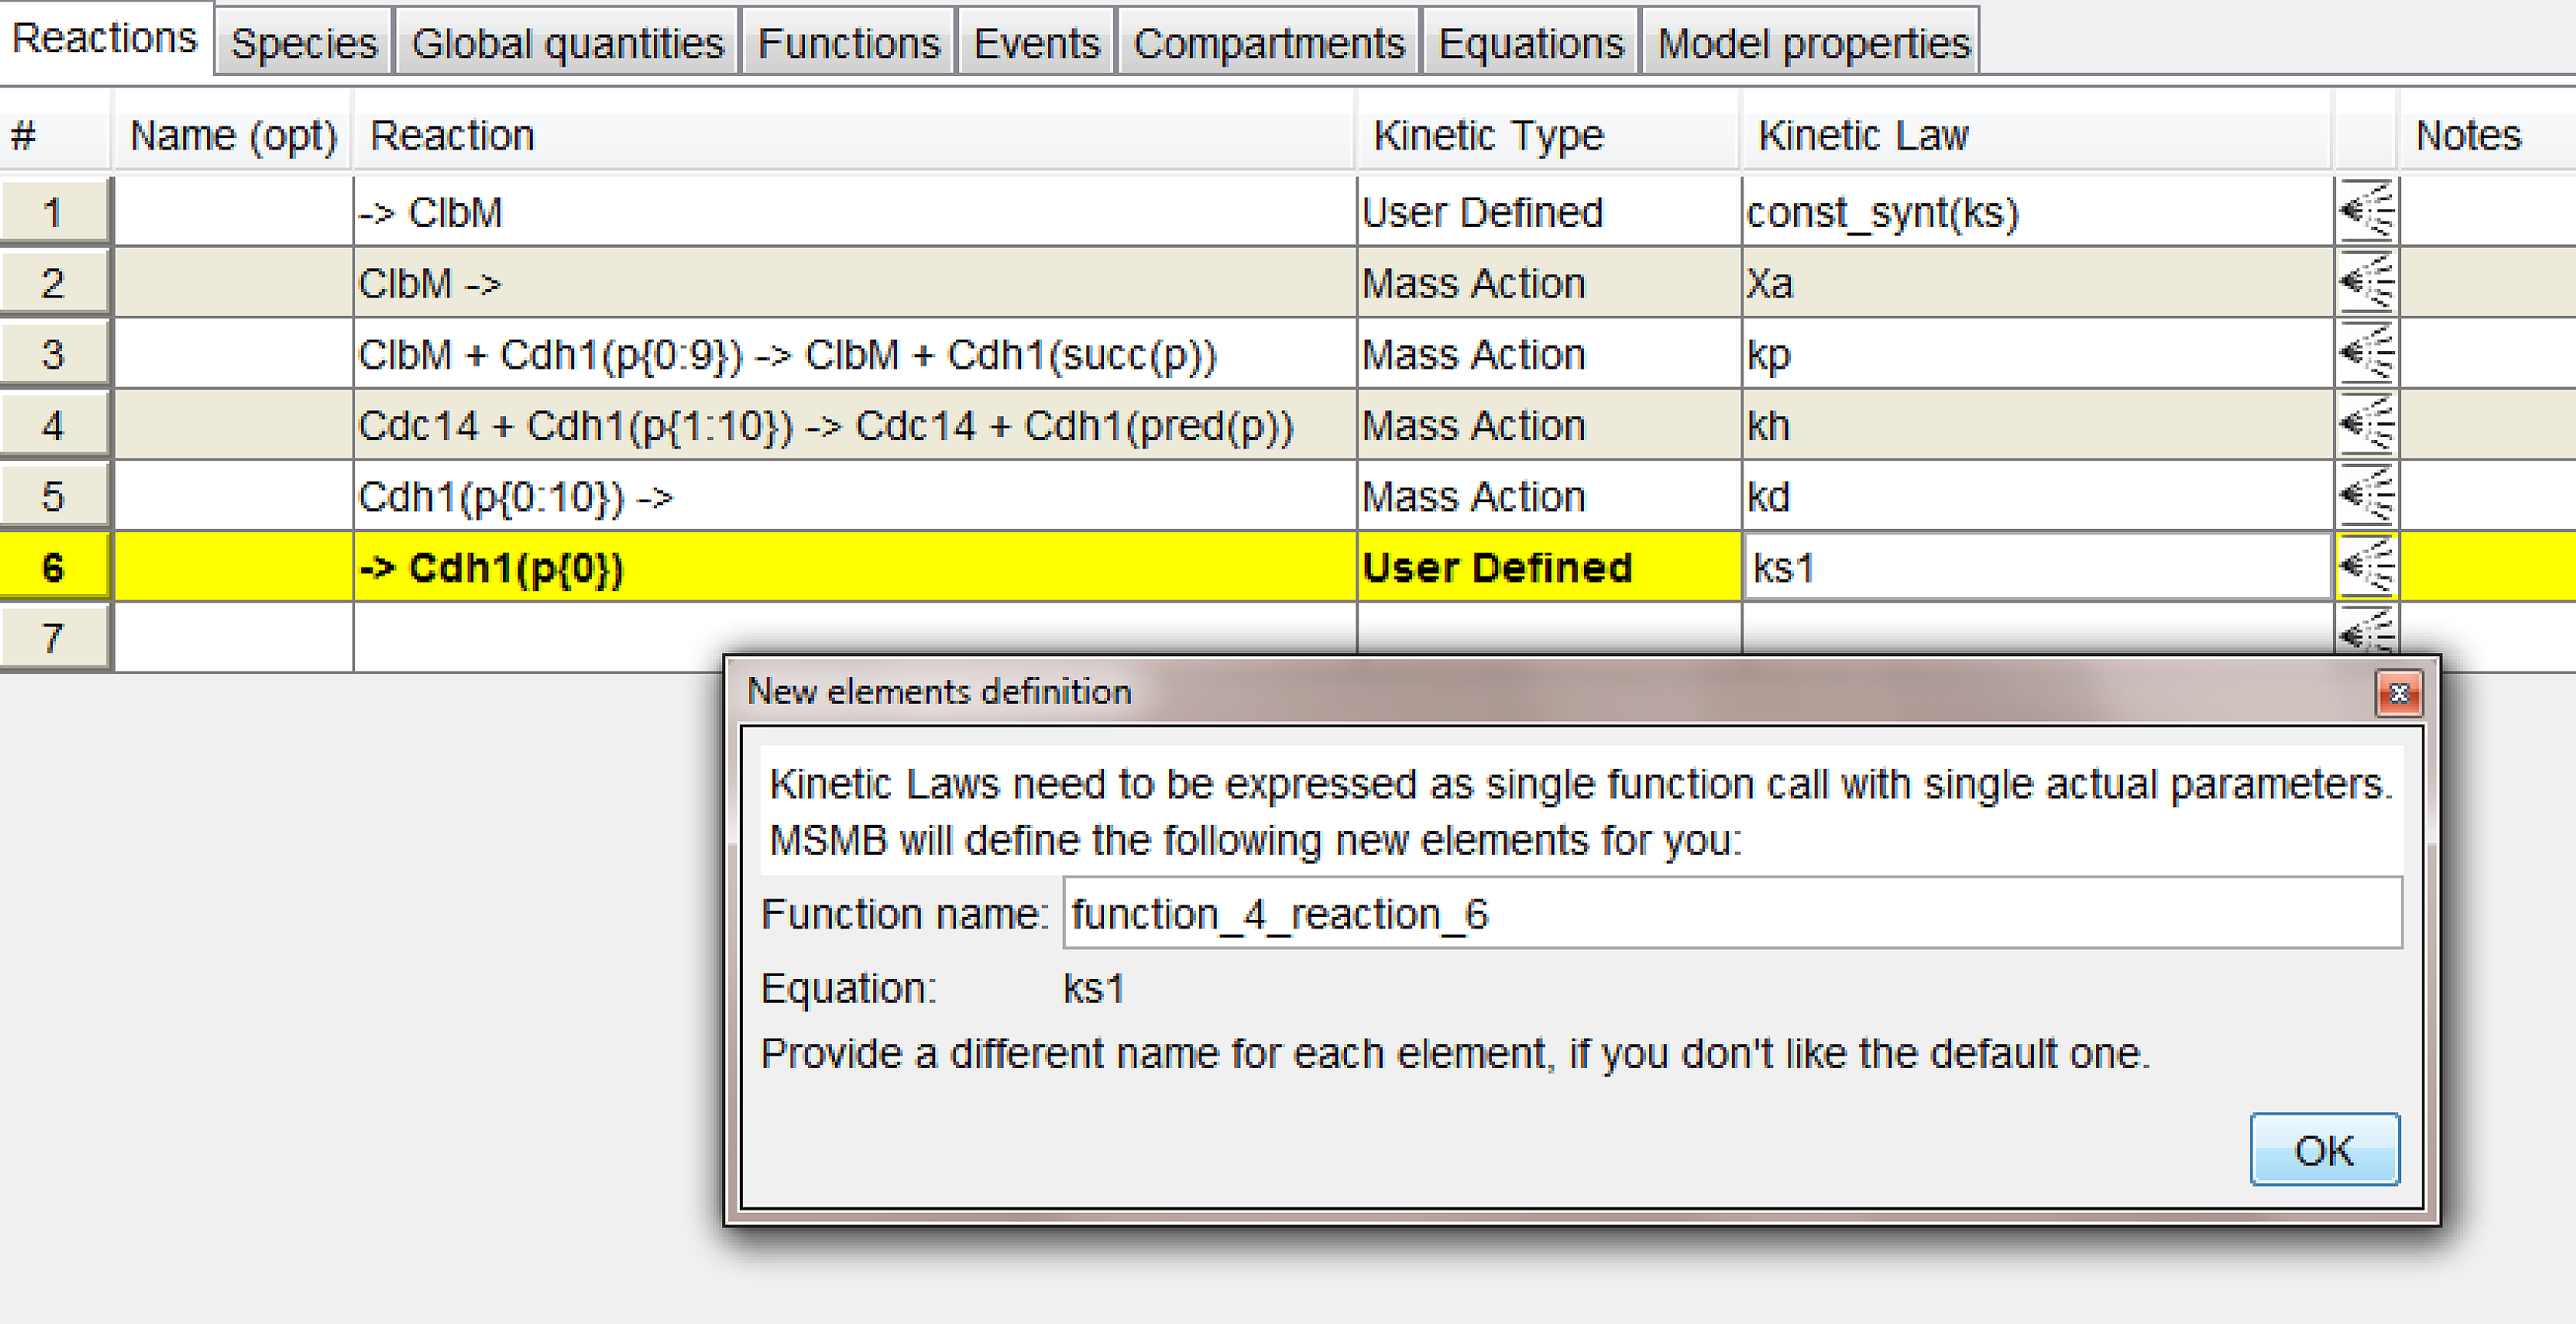 Reactions Species Global quantities Functions Events Compartments Equations Model properties
# Name (opt) Reaction Kinetic Type Kinetic Law Notes
1 -> ClbM User Defined const_synt(ks)
2 ClbM -> Mass Action Xa
3 ClbM + Cdh1(p{0:9}) -> ClbM + Cdh1(succ(p)) Mass Action kp
4 Cdc14 + Cdh1(p{1:10}) -> Cdc14 + Cdh1(pred(p)) Mass Action kh
5 Cdh1(p{0:10}) -> Mass Action kd
6 -> Cdh1(p{0}) User Defined ks1
7
New elements definition
Kinetic Laws need to be expressed as single function call with single actual parameters.
MSMB will define the following new elements for you:
Function name: function_4_reaction_6
Equation: ks1
Provide a different name for each element, if you don't like the default one.
OK